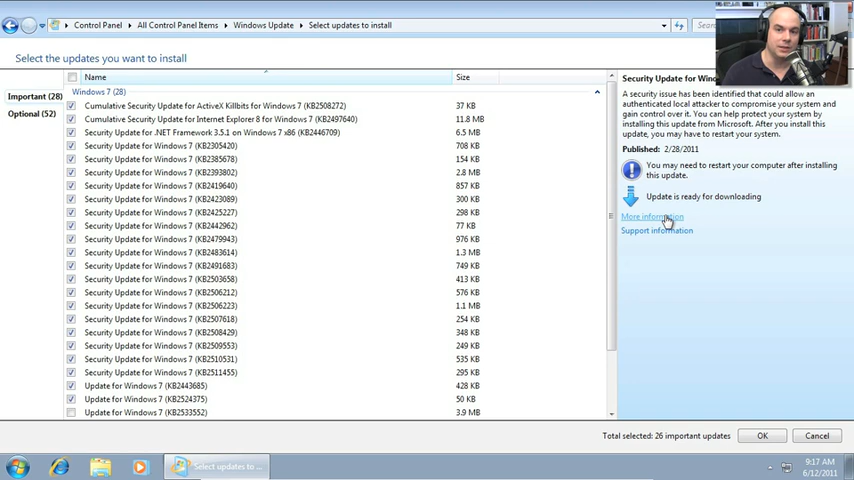 Control Panel
All Control Panel Items
Windows Update
Select updates to install
Select the updates you want to install
Name
Size
Important (28)
Optional (52)
Windows 7 (28)
Cumulative Security Update for ActiveX Killbits for Windows 7 (KB2508272) 37 KB
Cumulative Security Update for Internet Explorer 8 for Windows 7 (KB2497640) 11.8 MB
Security Update for .NET Framework 3.5.1 on Windows 7 x86 (KB2446709) 6.5 MB
Security Update for Windows 7 (KB2305420) 708 KB
Security Update for Windows 7 (KB2385678) 154 KB
Security Update for Windows 7 (KB2393802) 2.8 MB
Security Update for Windows 7 (KB2419640) 857 KB
Security Update for Windows 7 (KB2423089) 300 KB
Security Update for Windows 7 (KB2425227) 298 KB
Security Update for Windows 7 (KB2442962) 77 KB
Security Update for Windows 7 (KB2479943) 976 KB
Security Update for Windows 7 (KB2483614) 1.3 MB
Security Update for Windows 7 (KB2491683) 749 KB
Security Update for Windows 7 (KB2503658) 413 KB
Security Update for Windows 7 (KB2506212) 576 KB
Security Update for Windows 7 (KB2506223) 1.1 MB
Security Update for Windows 7 (KB2507618) 254 KB
Security Update for Windows 7 (KB2508429) 348 KB
Security Update for Windows 7 (KB2509553) 249 KB
Security Update for Windows 7 (KB2510531) 535 KB
Security Update for Windows 7 (KB2511455) 295 KB
Update for Windows 7 (KB2443685) 428 KB
Update for Windows 7 (KB2524375) 50 KB
Update for Windows 7 (KB2533552) 3.9 MB
Security Update for
A security issue has been identified that could allow an
authenticated local attacker to compromise your system and
gain control over it. You can help protect your system by
installing this update from Microsoft. After you install this
update, you may have to restart your system.
Published: 2/28/2011
You may need to restart your computer after installing
this update.
Update is ready for downloading
More information
Support information
Total selected: 26 important updates
OK
Cancel
Select updates to ...
9:17 AM
6/12/2011